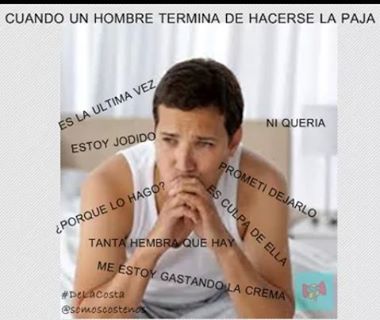 CUANDO UN HOMBRE TERMINA DE HACERSE LA PAJA
ES LA ULTIMA VEZ
NI QUERIA
ESTOY JODIDO
PROMETI DEJARLO
¿PORQUE LO HAGO?
ES CULPA DE ELLA
TANTA HEMBRA QUE HAY
ME ESTOY GASTANDO LA CREMA
#DeLaCosta
@somoscostenos